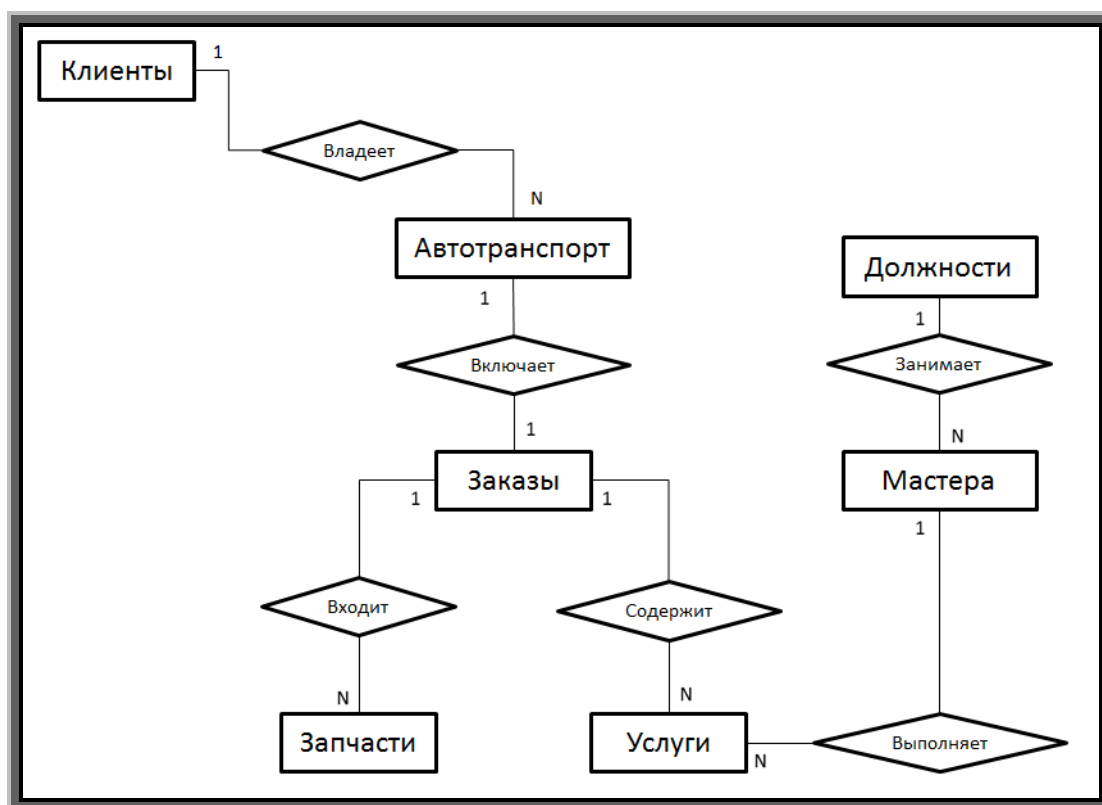 Клиенты
1
Владеет
N
Автотранспорт
Должности
1
1
Включает
Занимает
1
N
Заказы
Мастера
1
1
1
Входит
Содержит
N
N
Запчасти
Услуги
N
Выполняет